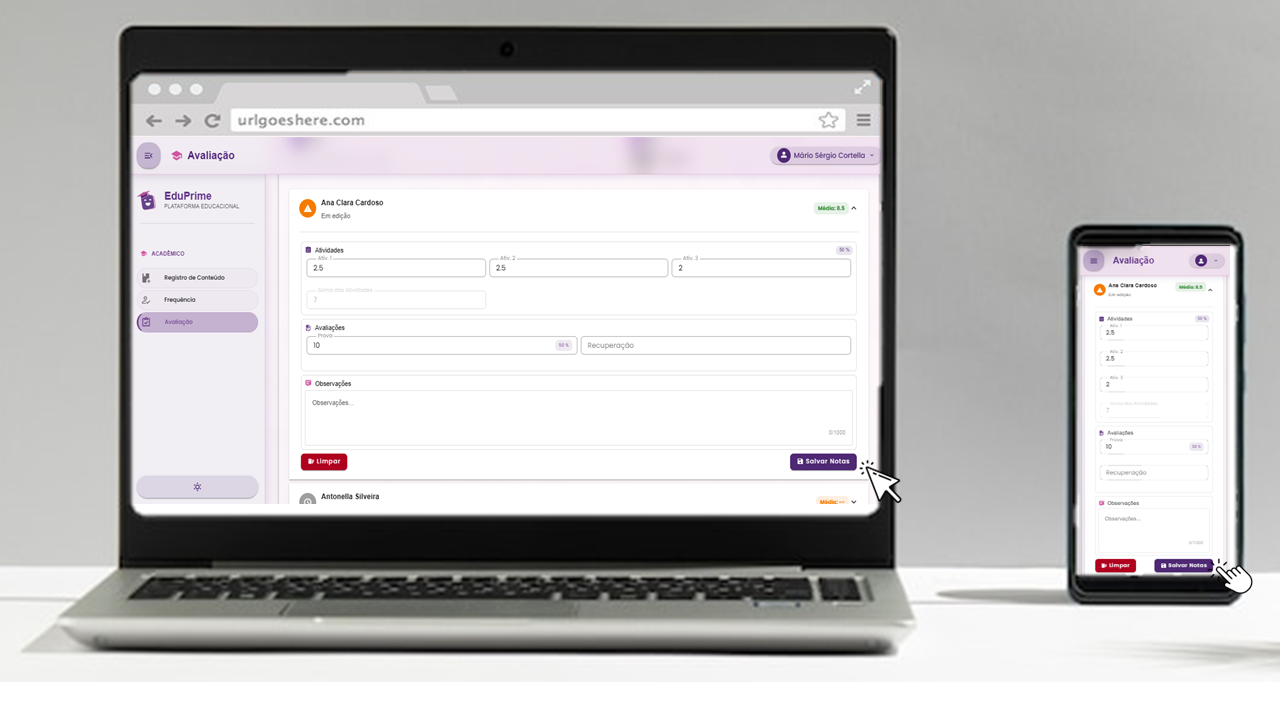 urlgoeshere.com
Avaliação
Mário Sérgio Cortella
EduPrime
PLATAFORMA EDUCACIONAL
ACADÊMICO
Registro de Conteúdo
Frequência
Avaliação
Ana Clara Cardoso
Em edição
Média: 8.5
Atividades
50 %
Ativ. 1
2.5
Ativ. 2
2.5
Ativ. 3
2
Soma das Atividades
7
Avaliações
Prova
10
50 %
Recuperação
Observações
Observações...
0/1000
Limpar
Salvar Notas
Antonella Silveira
Média: --
Avaliação
Ana Clara Cardoso
Em edição
Média: 8.5
Atividades
50 %
Ativ. 1
2.5
Ativ. 2
2.5
Ativ. 3
2
Soma das Atividades
7
Avaliações
Prova
10
50 %
Recuperação
Observações
Observações...
0/1000
Limpar
Salvar Notas